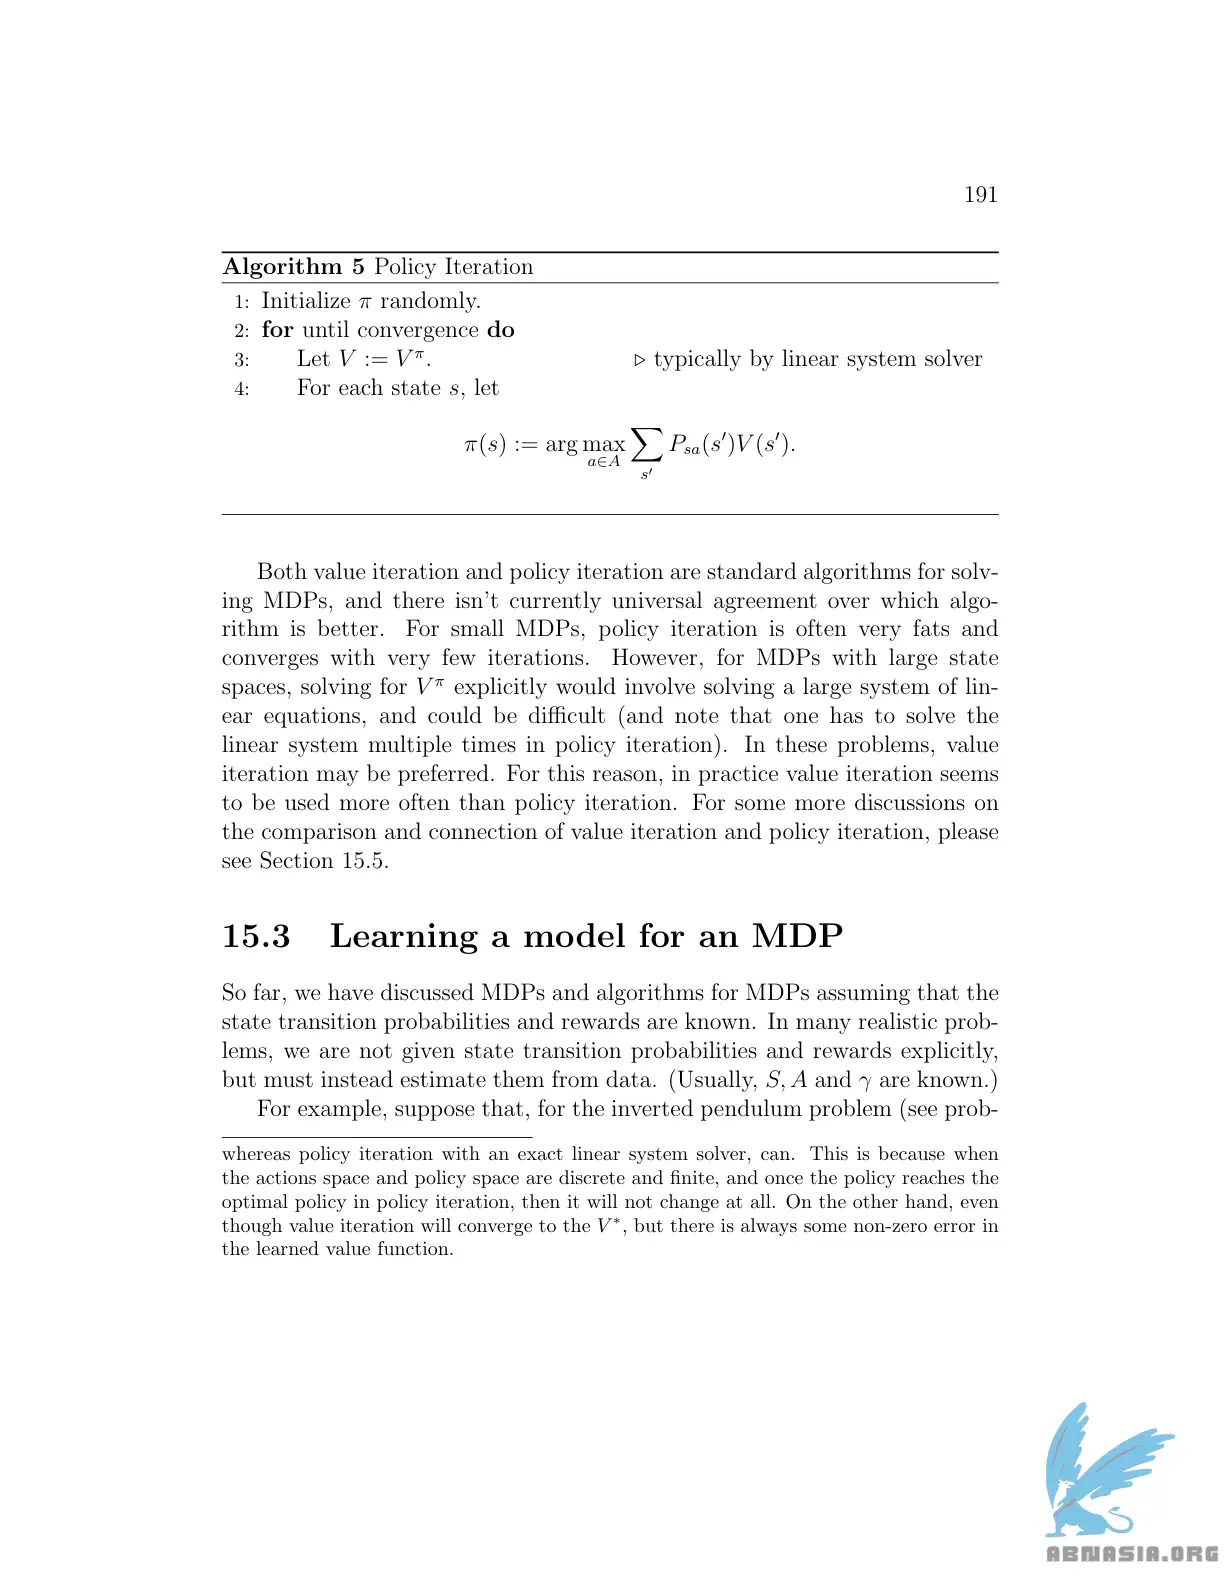 191
Algorithm 5 Policy Iteration
1: Initialize π randomly.
2: for until convergence do
3: Let V := V^π. ▷ typically by linear system solver
4: For each state s, let
π(s) := arg max_{a∈A} ∑_{s′} P_{sa}(s′)V(s′).
Both value iteration and policy iteration are standard algorithms for solv-
ing MDPs, and there isn't currently universal agreement over which algo-
rithm is better. For small MDPs, policy iteration is often very fats and
converges with very few iterations. However, for MDPs with large state
spaces, solving for V^π explicitly would involve solving a large system of lin-
ear equations, and could be difficult (and note that one has to solve the
linear system multiple times in policy iteration). In these problems, value
iteration may be preferred. For this reason, in practice value iteration seems
to be used more often than policy iteration. For some more discussions on
the comparison and connection of value iteration and policy iteration, please
see Section 15.5.
15.3 Learning a model for an MDP
So far, we have discussed MDPs and algorithms for MDPs assuming that the
state transition probabilities and rewards are known. In many realistic prob-
lems, we are not given state transition probabilities and rewards explicitly,
but must instead estimate them from data. (Usually, S, A and γ are known.)
For example, suppose that, for the inverted pendulum problem (see prob-
whereas policy iteration with an exact linear system solver, can. This is because when
the actions space and policy space are discrete and finite, and once the policy reaches the
optimal policy in policy iteration, then it will not change at all. On the other hand, even
though value iteration will converge to the V^*, but there is always some non-zero error in
the learned value function.
ABNASIA.ORG